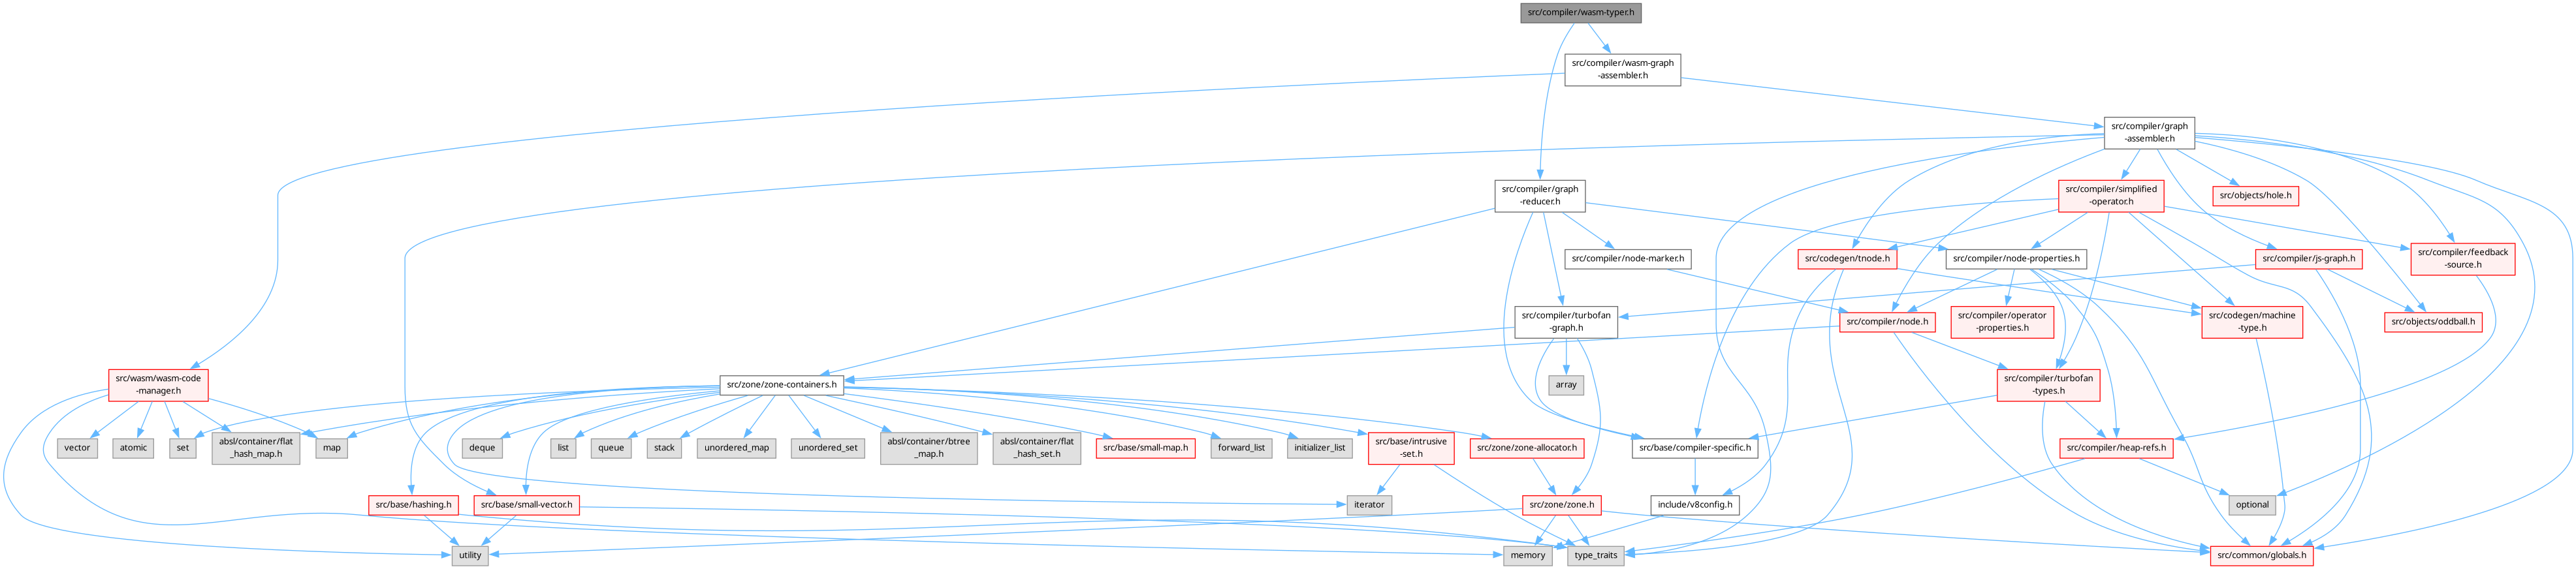 src/compiler/wasm-typer.h
src/compiler/wasm-graph
-assembler.h
src/compiler/graph
-assembler.h
src/compiler/graph
-reducer.h
src/compiler/simplified
-operator.h
src/objects/hole.h
src/compiler/node-marker.h
src/codegen/tnode.h
src/compiler/node-properties.h
src/compiler/js-graph.h
src/compiler/feedback
-source.h
src/compiler/turbofan
-graph.h
src/compiler/node.h
src/compiler/operator
-properties.h
src/codegen/machine
-type.h
src/objects/oddball.h
src/wasm/wasm-code
-manager.h
src/zone/zone-containers.h
array
src/compiler/turbofan
-types.h
vector
atomic
set
absl/container/flat
_hash_map.h
map
deque
list
queue
stack
unordered_map
unordered_set
absl/container/btree
_map.h
absl/container/flat
_hash_set.h
src/base/small-map.h
forward_list
initializer_list
src/base/intrusive
-set.h
src/zone/zone-allocator.h
src/base/compiler-specific.h
src/compiler/heap-refs.h
src/base/hashing.h
src/base/small-vector.h
iterator
src/zone/zone.h
include/v8config.h
optional
utility
memory
type_traits
src/common/globals.h